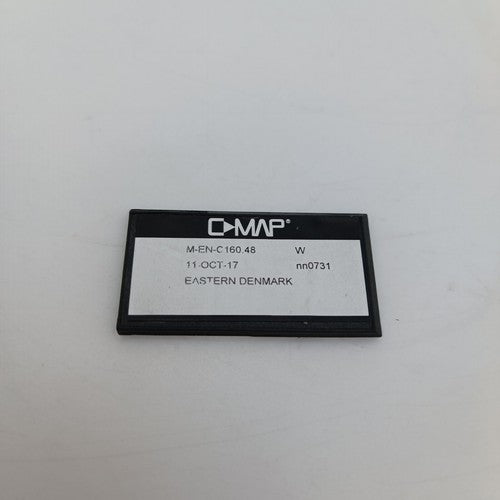 C-MAP®
M-EN-C160.48 W
11-OCT-17 nn0731
EASTERN DENMARK